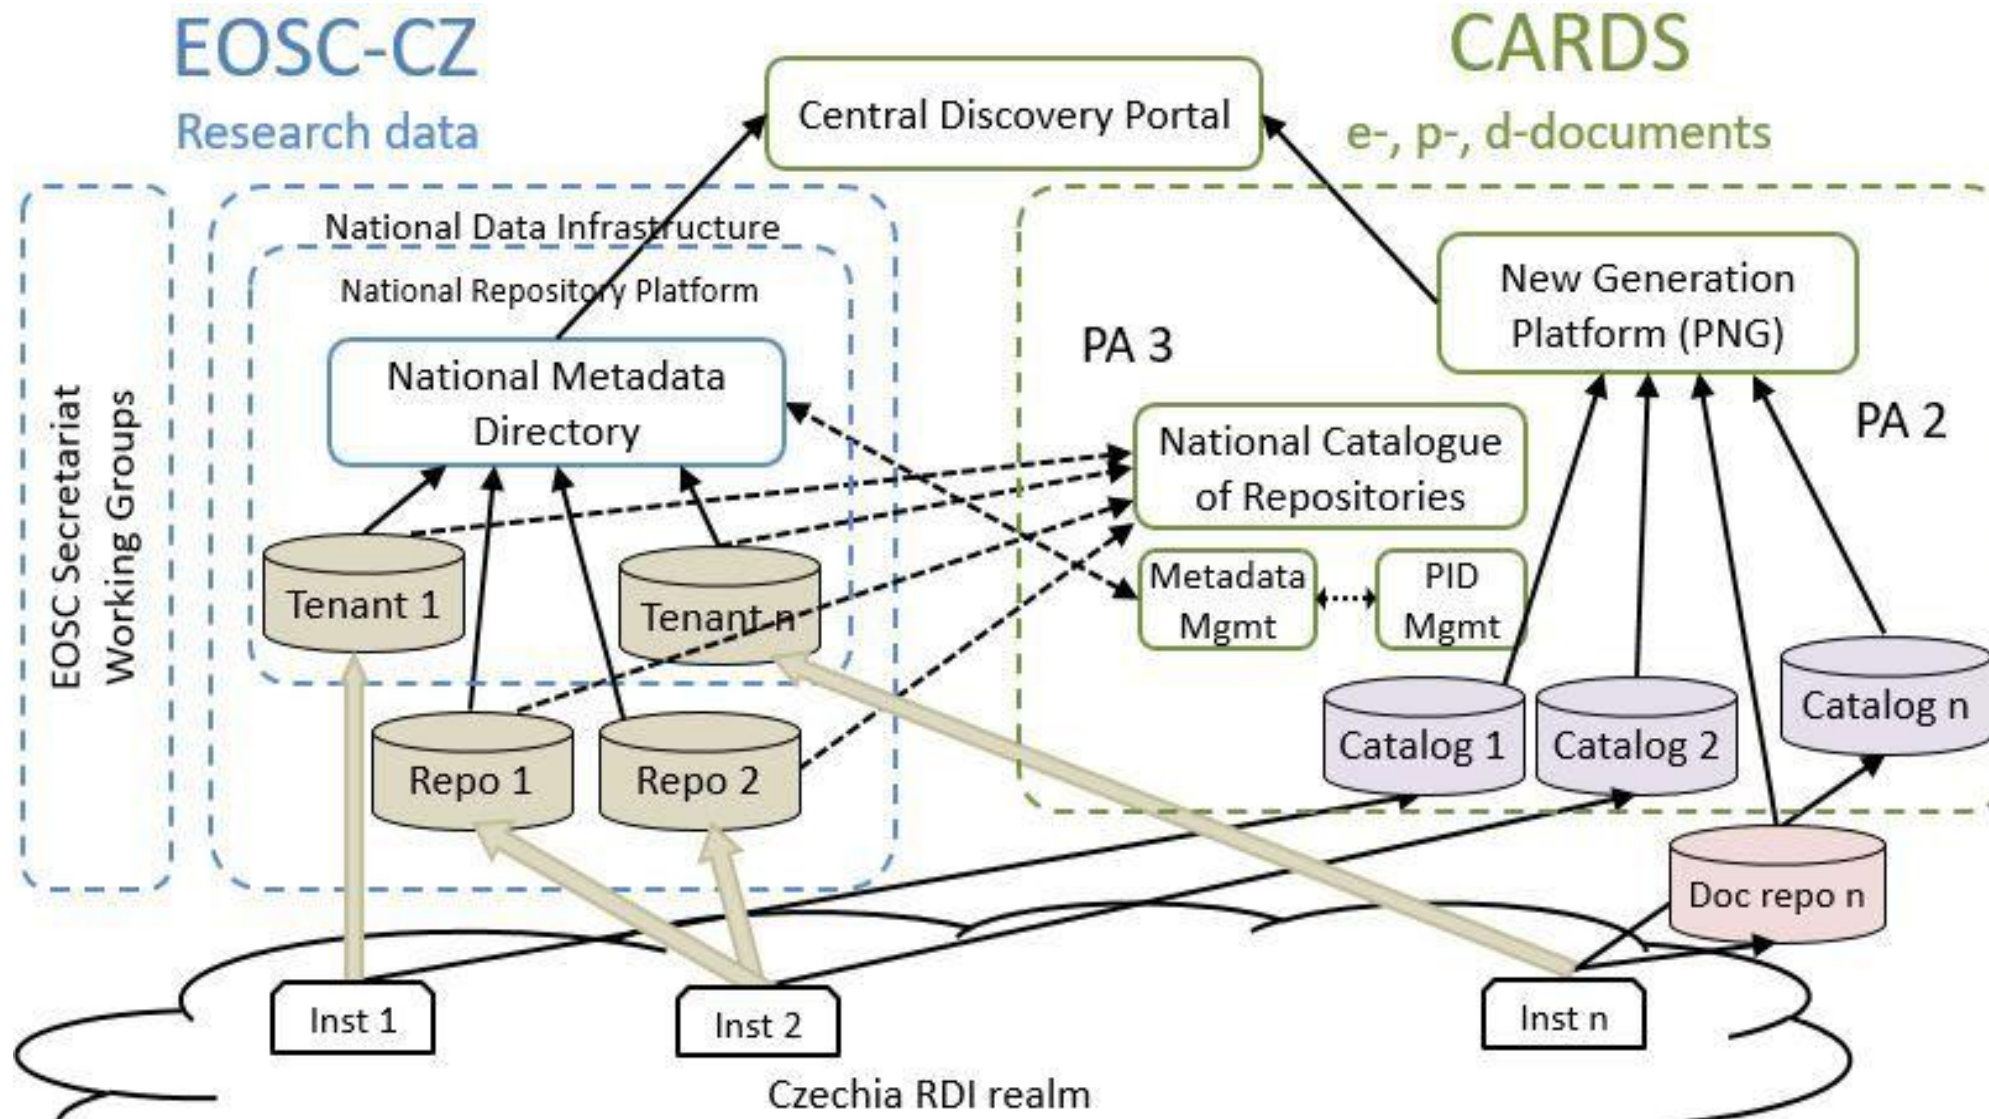 EOSC-CZ
Research data
CARDS
e-, p-, d-documents
Central Discovery Portal
EOSC Secretariat
Working Groups
National Data Infrastructure
National Repository Platform
National Metadata
Directory
Tenant 1
Tenant n
Repo 1
Repo 2
PA 3
New Generation
Platform (PNG)
PA 2
National Catalogue
of Repositories
Metadata
Mgmt
PID
Mgmt
Catalog 1
Catalog 2
Catalog n
Doc repo n
Inst 1
Inst 2
Inst n
Czechia RDI realm